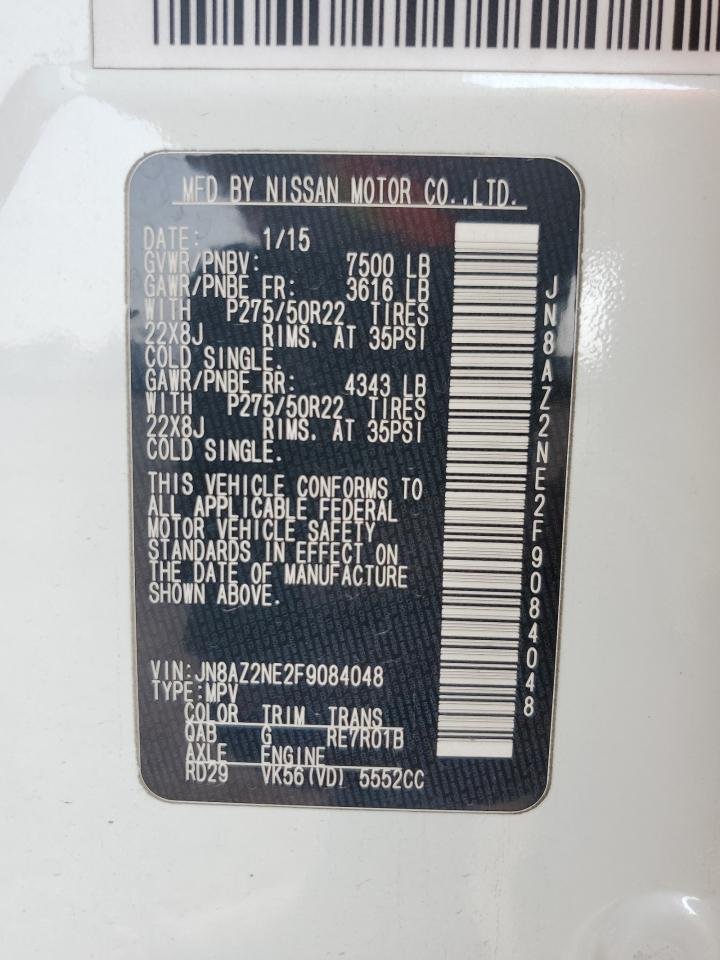 MFD BY NISSAN MOTOR CO.,LTD.
DATE: 1/15
GVWR/PNBV: 7500 LB
GAWR/PNBE FR: 3616 LB
WITH P275/50R22 TIRES
22X8J RIMS. AT 35PSI
COLD SINGLE.
GAWR/PNBE RR: 4343 LB
WITH P275/50R22 TIRES
22X8J RIMS. AT 35PSI
COLD SINGLE.
THIS VEHICLE CONFORMS TO
ALL APPLICABLE FEDERAL
MOTOR VEHICLE SAFETY
STANDARDS IN EFFECT ON
THE DATE OF MANUFACTURE
SHOWN ABOVE.
VIN:JN8AZ2NE2F9084048
TYPE:MPV
COLOR TRIM TRANS
QAB G RE7R01B
AXLE ENGINE
RD29 VK56(VD) 5552CC
JN8AZ2NE2F9084048